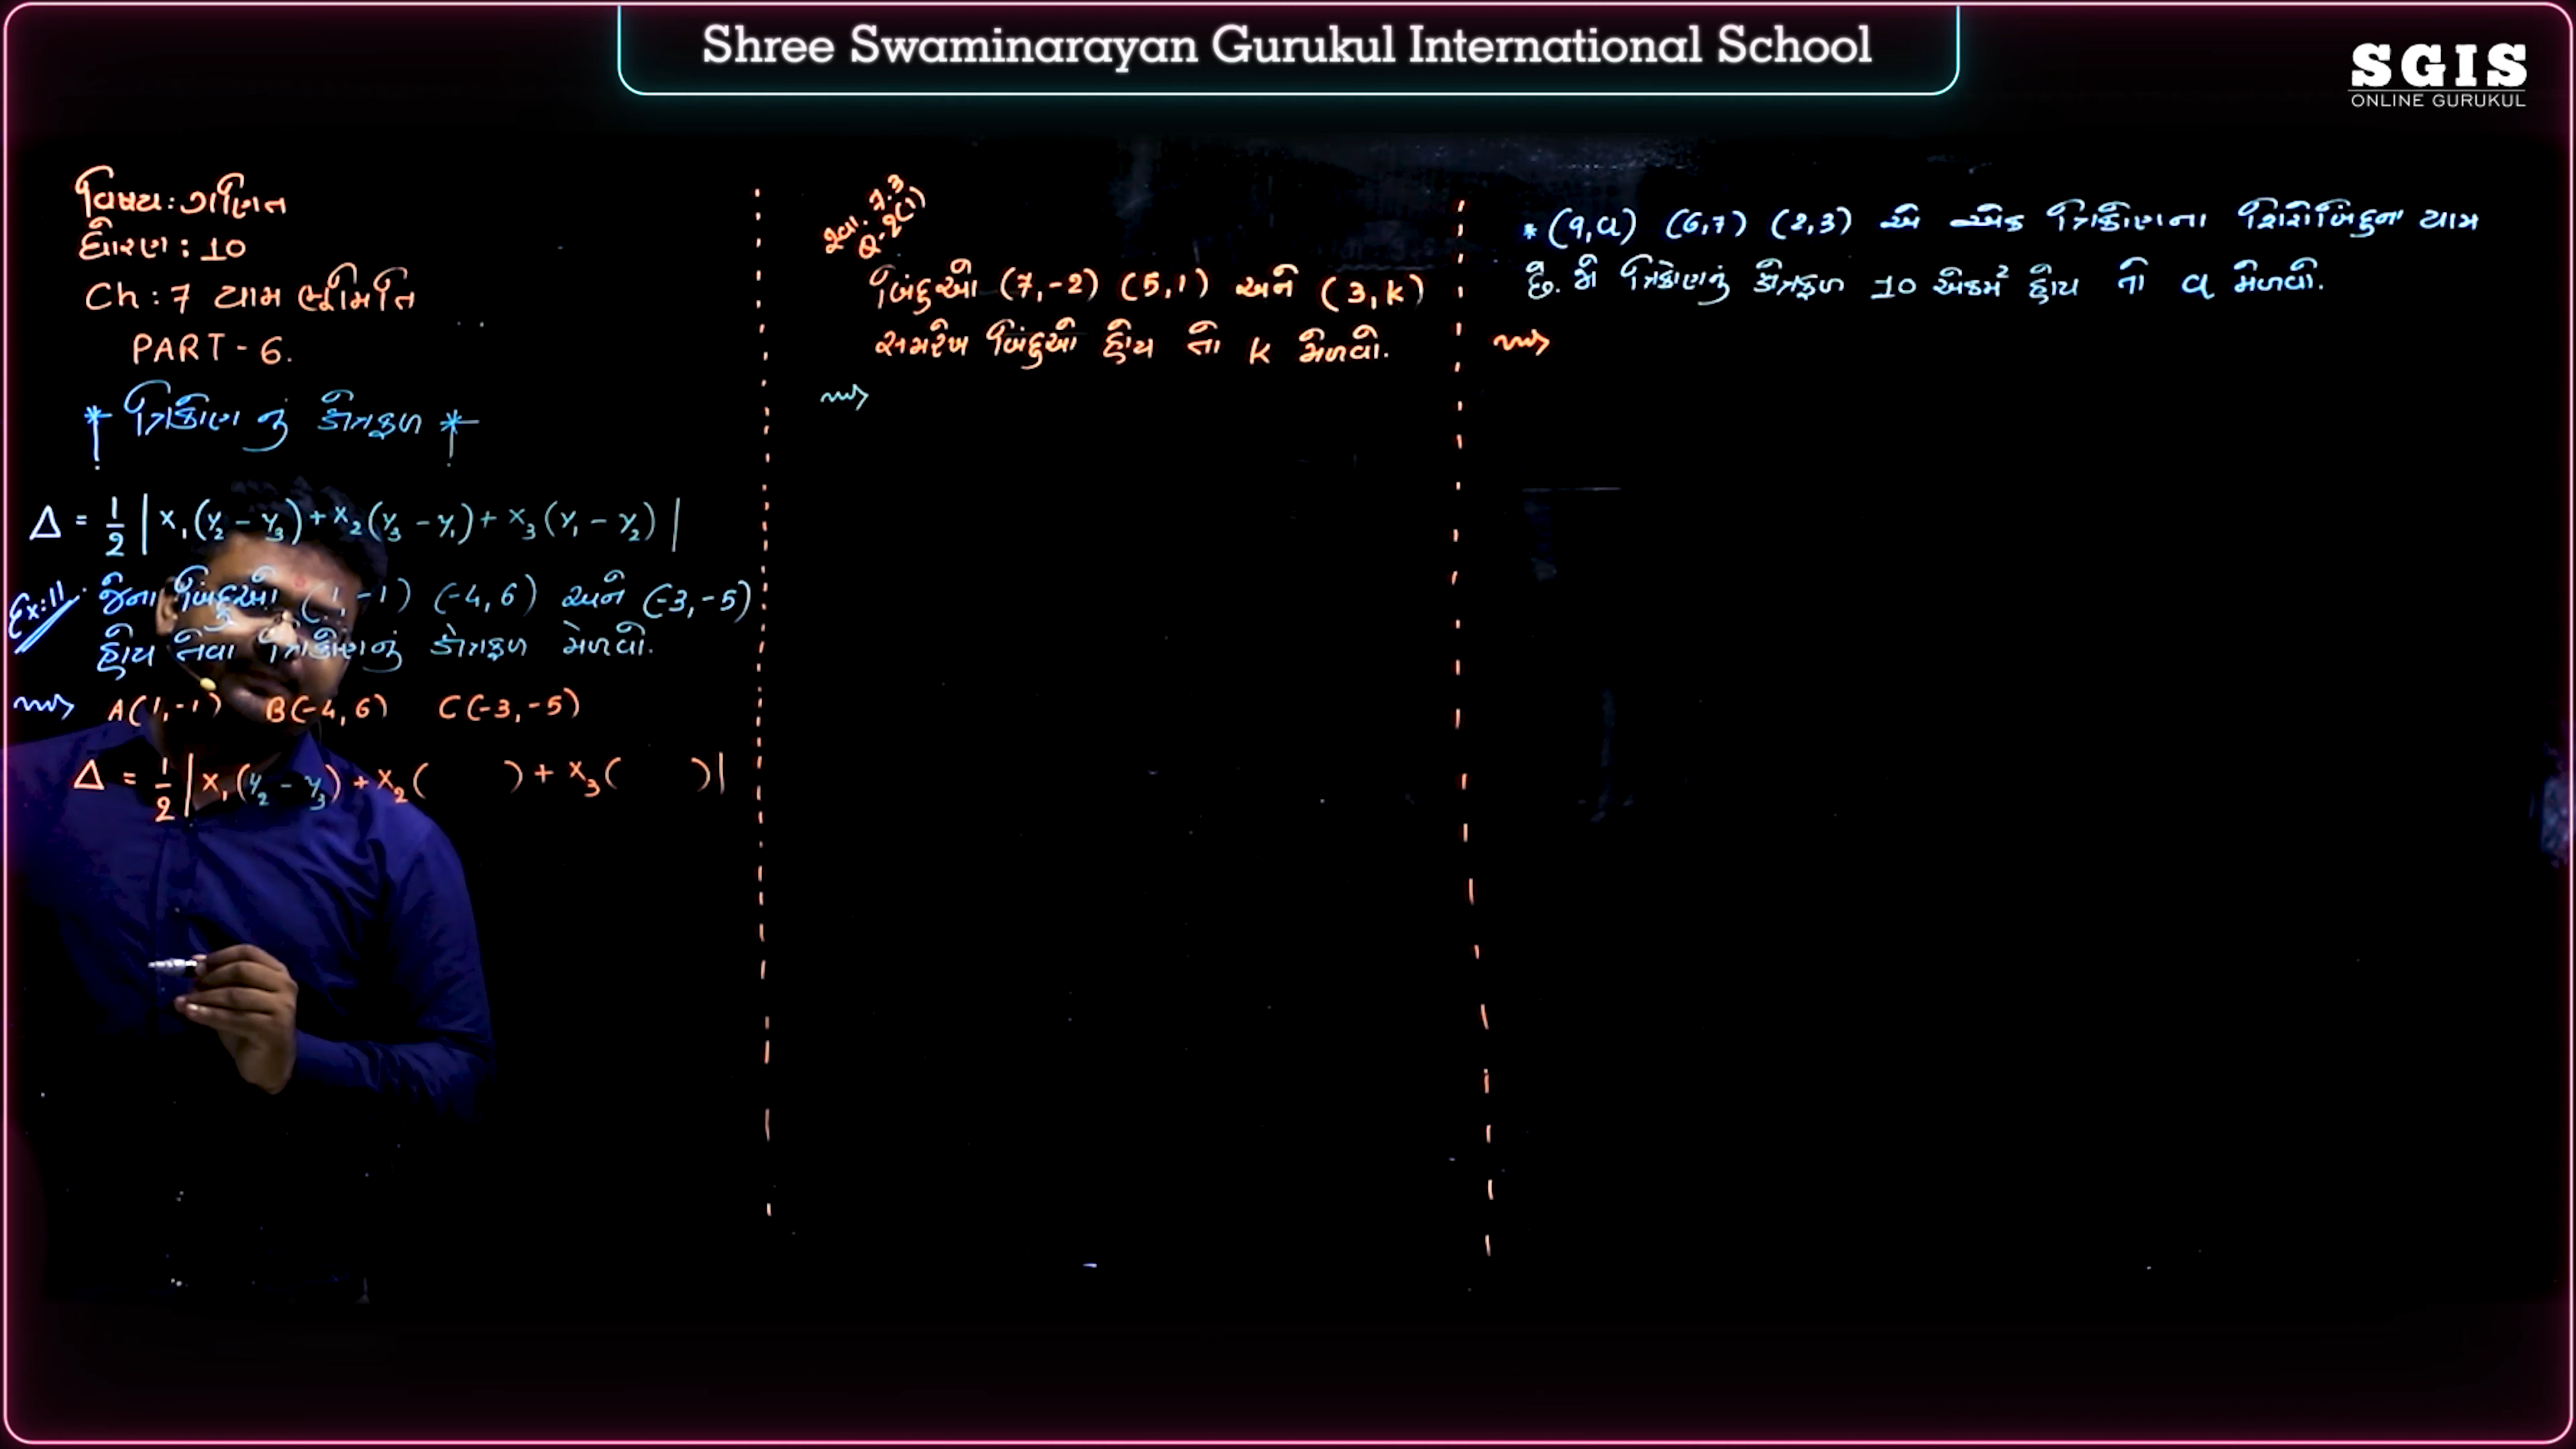 Shree Swaminarayan Gurukul International School
SGIS
ONLINE GURUKUL
વિષય : ગણિત
ધોરણ : 10
Ch : 7 યામ ભૂમિતિ
PART - 6.
* ત્રિકોણ નું ક્ષેત્રફળ *
Δ = 1/2 | x₁(y₂ - y₃) + x₂(y₃ - y₁) + x₃(y₁ - y₂) |
Ex:11. જેના બિંદુઓ (1, -1) (-4, 6) અને (-3, -5)
હોય તેવા ત્રિકોણનું ક્ષેત્રફળ મેળવો.
A(1, -1) B(-4, 6) C(-3, -5)
Δ = 1/2 | x₁(y₂ - y₃) + x₂( ) + x₃( ) |
સ્વા. 7.3
Q-2(1)
બિંદુઓ (7, -2) (5, 1) અને (3, k)
સમરેખ બિંદુઓ હોય તો k મેળવો.
* (9, a) (6, 7) (2, 3) એ એક ત્રિકોણના શિરોબિંદુના યામ
છે. જો ત્રિકોણનું ક્ષેત્રફળ 10 એકમ² હોય તો a મેળવો.